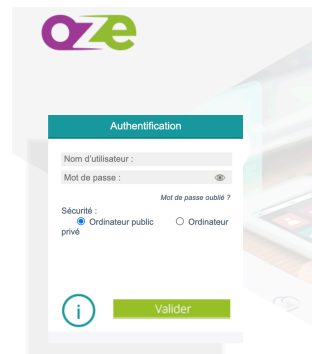 oze
Authentification
Nom d'utilisateur :
Mot de passe :
Mot de passe oublié ?
Sécurité :
Ordinateur public Ordinateur
privé
i
Valider